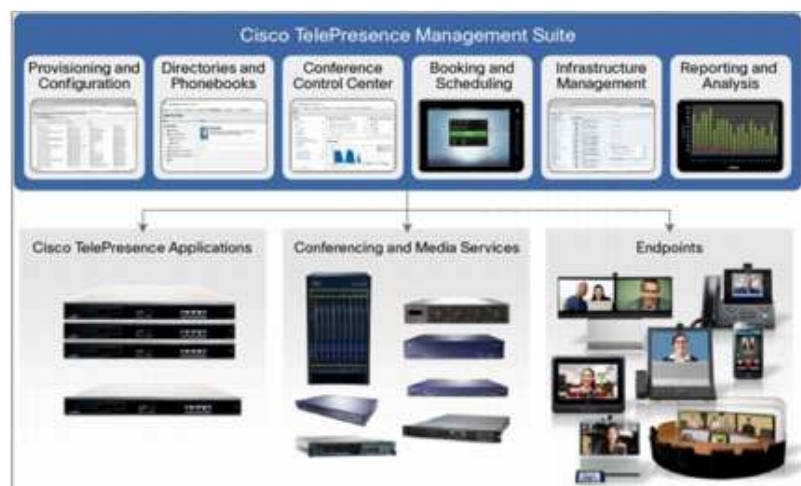 Cisco TelePresence Management Suite
Provisioning and
Configuration
Directories and
Phonebooks
Conference
Control Center
Booking and
Scheduling
Infrastructure
Management
Reporting and
Analysis
Cisco TelePresence Applications
Conferencing and Media Services
Endpoints